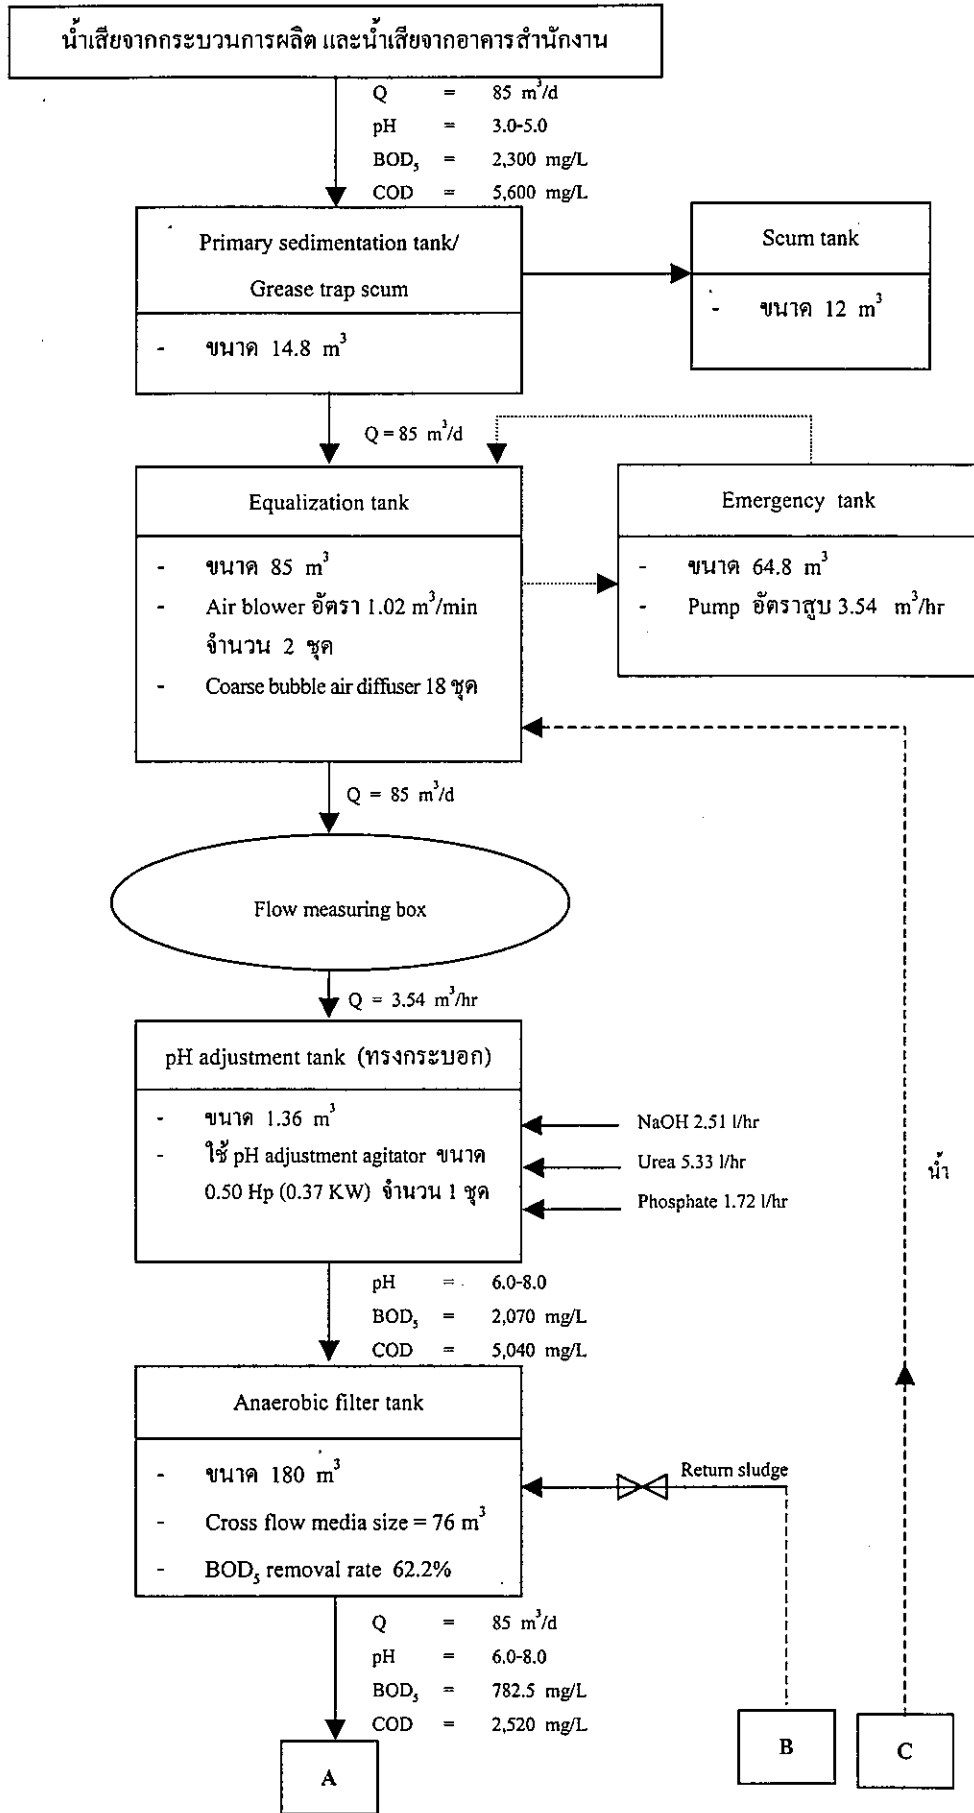 น้ำเสียจากกระบวนการผลิต และน้ำเสียจากอาคารสำนักงาน
Q = 85 m³/d
pH = 3.0-5.0
BOD₅ = 2,300 mg/L
COD = 5,600 mg/L
Primary sedimentation tank/
Grease trap scum
- ขนาด 14.8 m³
Scum tank
- ขนาด 12 m³
Q = 85 m³/d
Equalization tank
- ขนาด 85 m³
- Air blower อัตรา 1.02 m³/min
จำนวน 2 ชุด
- Coarse bubble air diffuser 18 ชุด
Emergency tank
- ขนาด 64.8 m³
- Pump อัตราสูบ 3.54 m³/hr
Q = 85 m³/d
Flow measuring box
Q = 3.54 m³/hr
pH adjustment tank (ทรงกระบอก)
- ขนาด 1.36 m³
- ใช้ pH adjustment agitator ขนาด
0.50 Hp (0.37 KW) จำนวน 1 ชุด
NaOH 2.51 l/hr
Urea 5.33 l/hr
Phosphate 1.72 l/hr
น้ำ
pH = 6.0-8.0
BOD₅ = 2,070 mg/L
COD = 5,040 mg/L
Anaerobic filter tank
- ขนาด 180 m³
- Cross flow media size = 76 m³
- BOD₅ removal rate 62.2%
Return sludge
Q = 85 m³/d
pH = 6.0-8.0
BOD₅ = 782.5 mg/L
COD = 2,520 mg/L
A
B
C